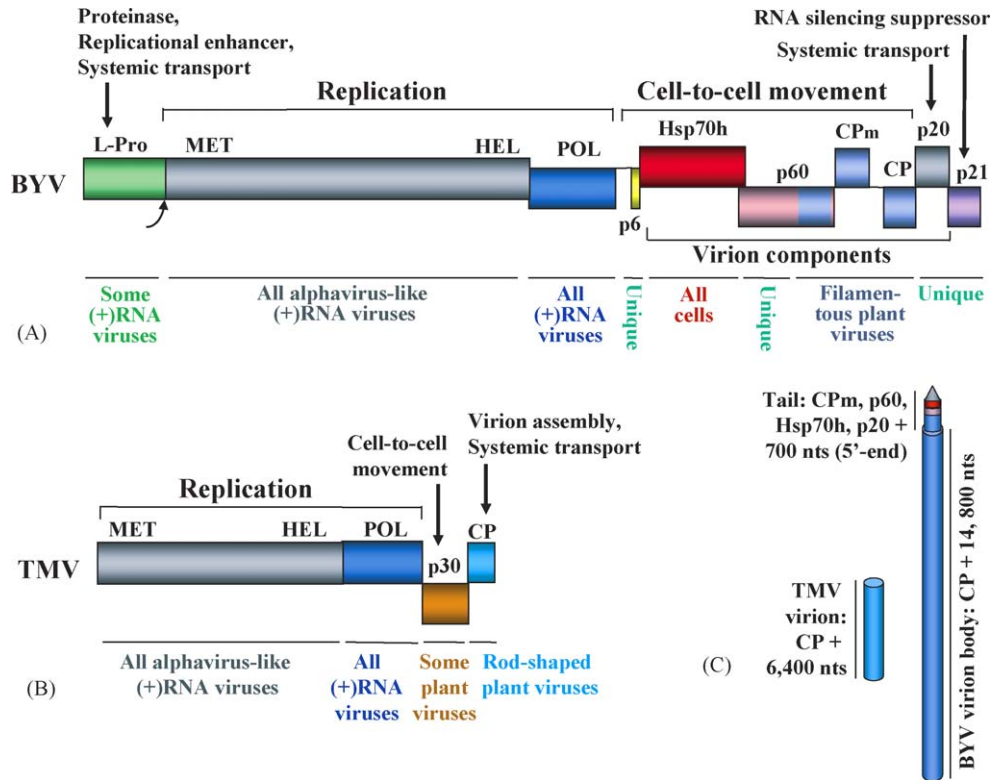 Proteinase,
Replicational enhancer,
Systemic transport
RNA silencing suppressor
Systemic transport
Replication
Cell-to-cell movement
L-Pro
MET
HEL
POL
Hsp70h
CPm
p20
BYV
p6
p60
CP
p21
Virion components
Some
(+)RNA
viruses
All alphavirus-like
(+)RNA viruses
All
(+)RNA
viruses
Unique
All
cells
Unique
Filamen-
tous plant
viruses
Unique
(A)
Cell-to-cell
movement
Virion assembly,
Systemic transport
Replication
MET
HEL
POL
CP
TMV
p30
All alphavirus-like
(+)RNA viruses
All
(+)RNA
viruses
Some
plant
viruses
Rod-shaped
plant viruses
(B)
Tail: CPm, p60,
Hsp70h, p20 +
700 nts (5’-end)
TMV
virion:
CP +
6,400 nts
BYV virion body: CP + 14, 800 nts
(C)